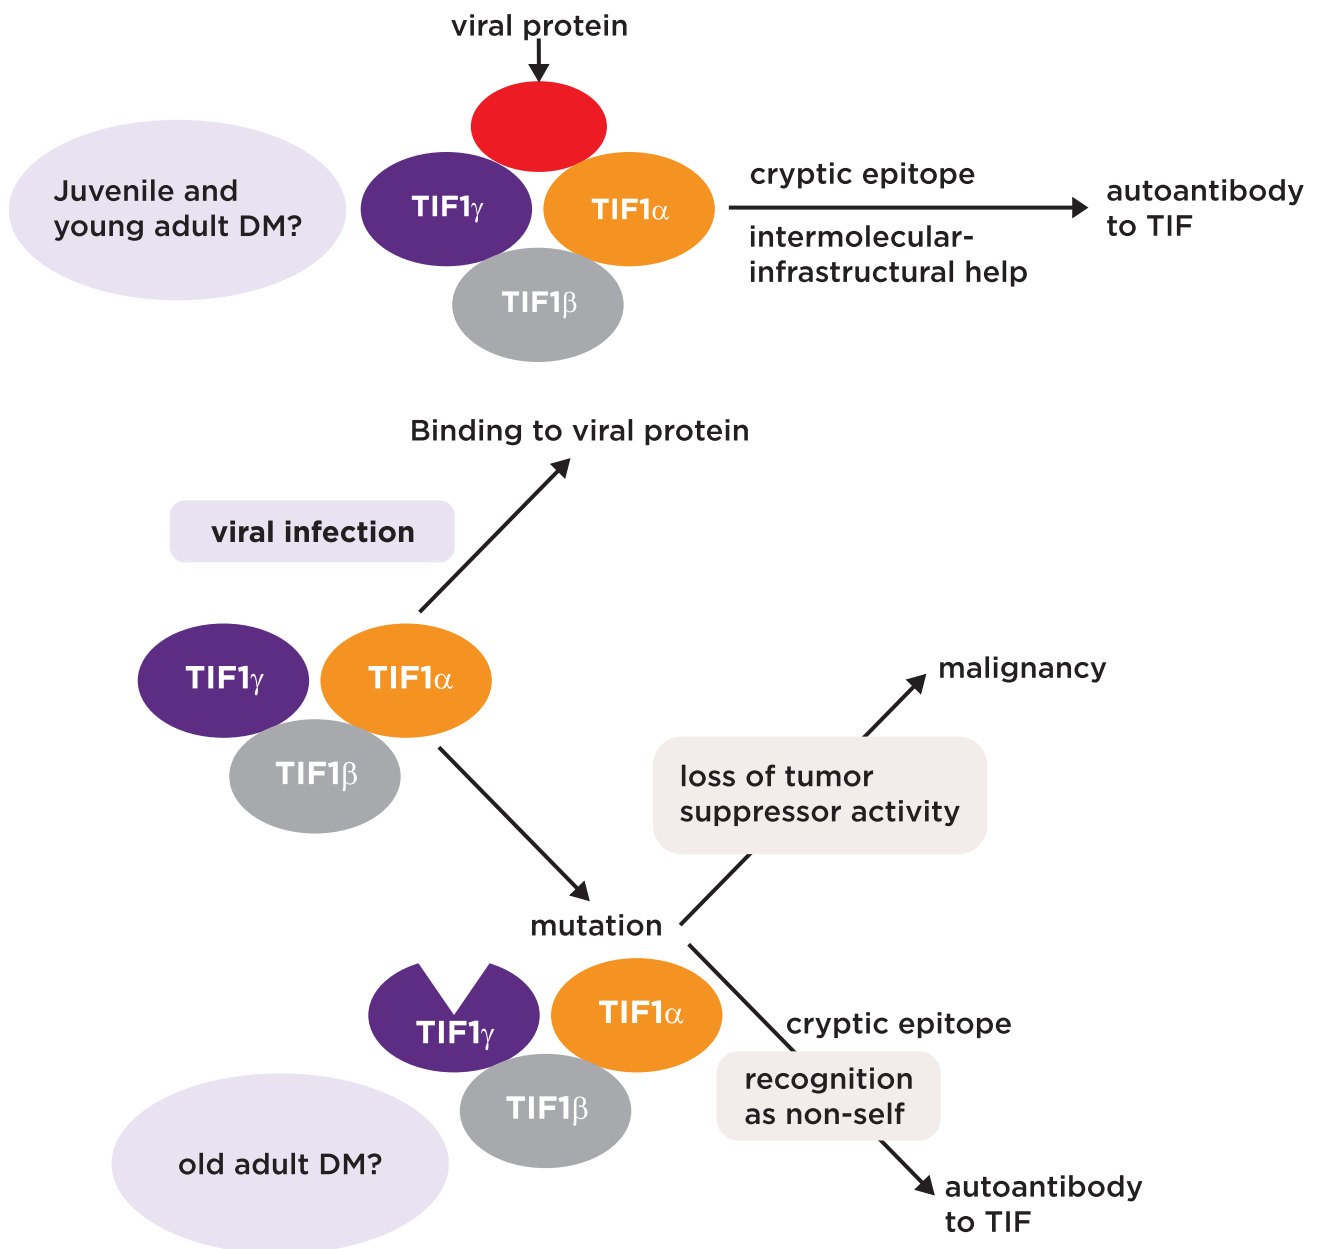 viral protein
Juvenile and
young adult DM?
TIF1γ
TIF1α
TIF1β
cryptic epitope
intermolecular-
infrastructural help
autoantibody
to TIF
Binding to viral protein
viral infection
TIF1γ
TIF1α
TIF1β
malignancy
loss of tumor
suppressor activity
mutation
TIF1γ
TIF1α
TIF1β
cryptic epitope
recognition
as non-self
old adult DM?
autoantibody
to TIF